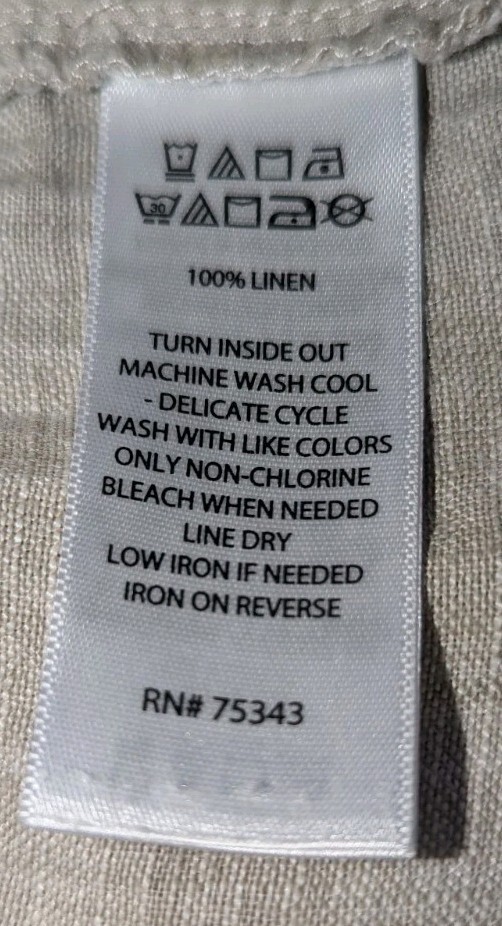 30
100% LINEN
TURN INSIDE OUT
MACHINE WASH COOL
- DELICATE CYCLE
WASH WITH LIKE COLORS
ONLY NON-CHLORINE
BLEACH WHEN NEEDED
LINE DRY
LOW IRON IF NEEDED
IRON ON REVERSE
RN# 75343